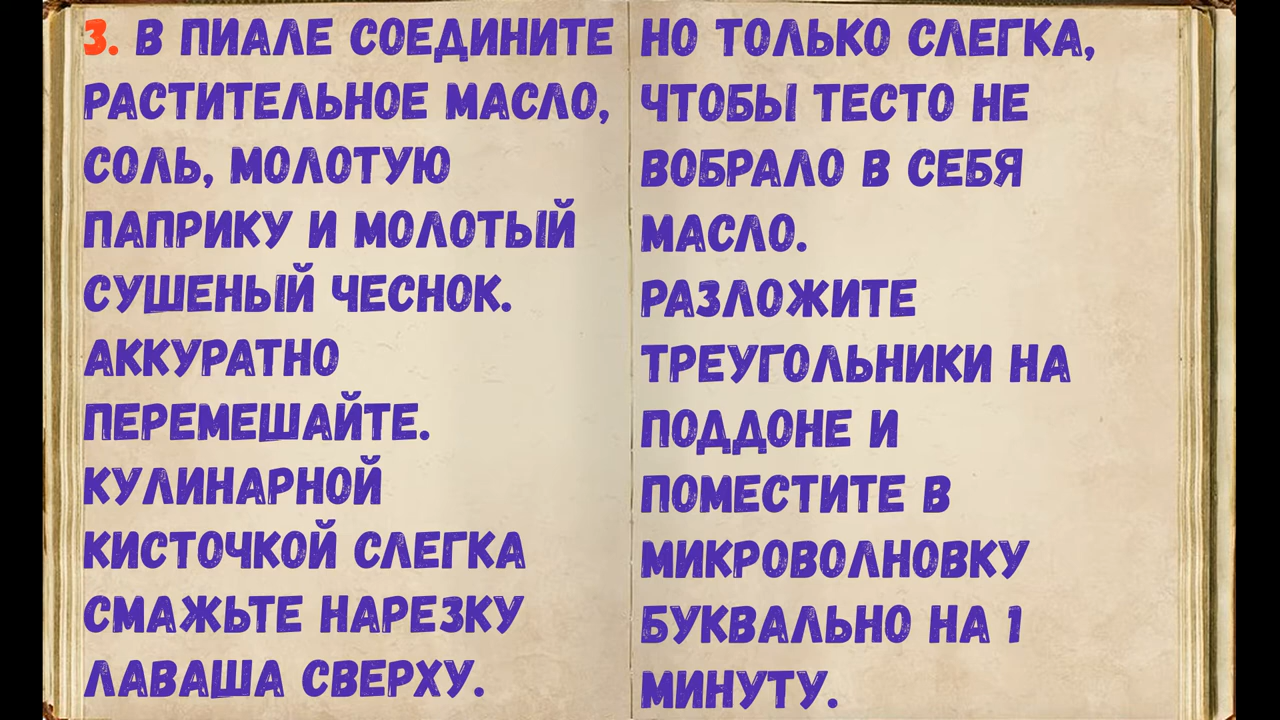 3. В ПИАЛЕ СОЕДИНИТЕ
РАСТИТЕЛЬНОЕ МАСЛО,
СОЛЬ, МОЛОТУЮ
ПАПРИКУ И МОЛОТЫЙ
СУШЕНЫЙ ЧЕСНОК.
АККУРАТНО
ПЕРЕМЕШАЙТЕ.
КУЛИНАРНОЙ
КИСТОЧКОЙ СЛЕГКА
СМАЖЬТЕ НАРЕЗКУ
ЛАВАША СВЕРХУ.
НО ТОЛЬКО СЛЕГКА,
ЧТОБЫ ТЕСТО НЕ
ВОБРАЛО В СЕБЯ
МАСЛО.
РАЗЛОЖИТЕ
ТРЕУГОЛЬНИКИ НА
ПОДДОНЕ И
ПОМЕСТИТЕ В
МИКРОВОЛНОВКУ
БУКВАЛЬНО НА 1
МИНУТУ.